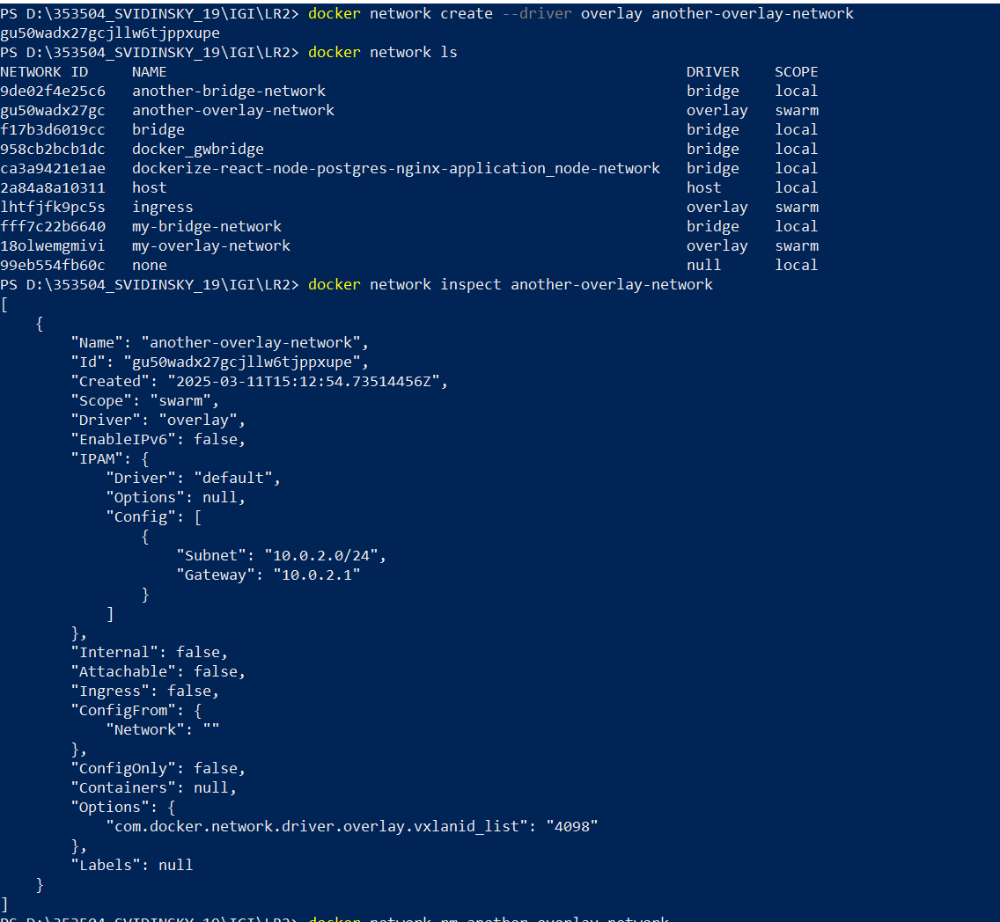 PS D:\353504_SVIDINSKY_19\IGI\LR2> docker network create --driver overlay another-overlay-network
gu50wadx27gcjllw6tjppxupe
PS D:\353504_SVIDINSKY_19\IGI\LR2> docker network ls
NETWORK ID     NAME                                                           DRIVER    SCOPE
9de02f4e25c6   another-bridge-network                                         bridge    local
gu50wadx27gc   another-overlay-network                                        overlay   swarm
f17b3d6019cc   bridge                                                         bridge    local
958cb2bcb1dc   docker_gwbridge                                                bridge    local
ca3a9421e1ae   dockerize-react-node-postgres-nginx-application_node-network   bridge    local
2a84a8a10311   host                                                           host      local
lhtfjfk9pc5s   ingress                                                        overlay   swarm
fff7c22b6640   my-bridge-network                                              bridge    local
18olwemgmivi   my-overlay-network                                             overlay   swarm
99eb554fb60c   none                                                           null      local
PS D:\353504_SVIDINSKY_19\IGI\LR2> docker network inspect another-overlay-network
[
    {
        "Name": "another-overlay-network",
        "Id": "gu50wadx27gcjllw6tjppxupe",
        "Created": "2025-03-11T15:12:54.73514456Z",
        "Scope": "swarm",
        "Driver": "overlay",
        "EnableIPv6": false,
        "IPAM": {
            "Driver": "default",
            "Options": null,
            "Config": [
                {
                    "Subnet": "10.0.2.0/24",
                    "Gateway": "10.0.2.1"
                }
            ]
        },
        "Internal": false,
        "Attachable": false,
        "Ingress": false,
        "ConfigFrom": {
            "Network": ""
        },
        "ConfigOnly": false,
        "Containers": null,
        "Options": {
            "com.docker.network.driver.overlay.vxlanid_list": "4098"
        },
        "Labels": null
    }
]
PS D:\353504_SVIDINSKY_19\IGI\LR2> docker network rm another-overlay-network